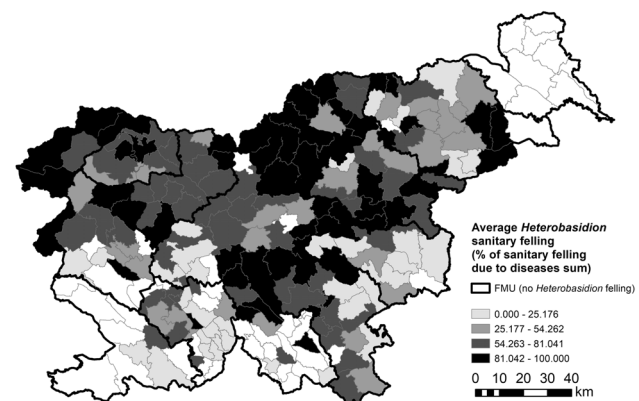 Average Heterobasidion
sanitary felling
(% of sanitary felling
due to diseases sum)
FMU (no Heterobasidion felling)
0.000 - 25.176
25.177 - 54.262
54.263 - 81.041
81.042 - 100.000
0 10 20 30 40
km